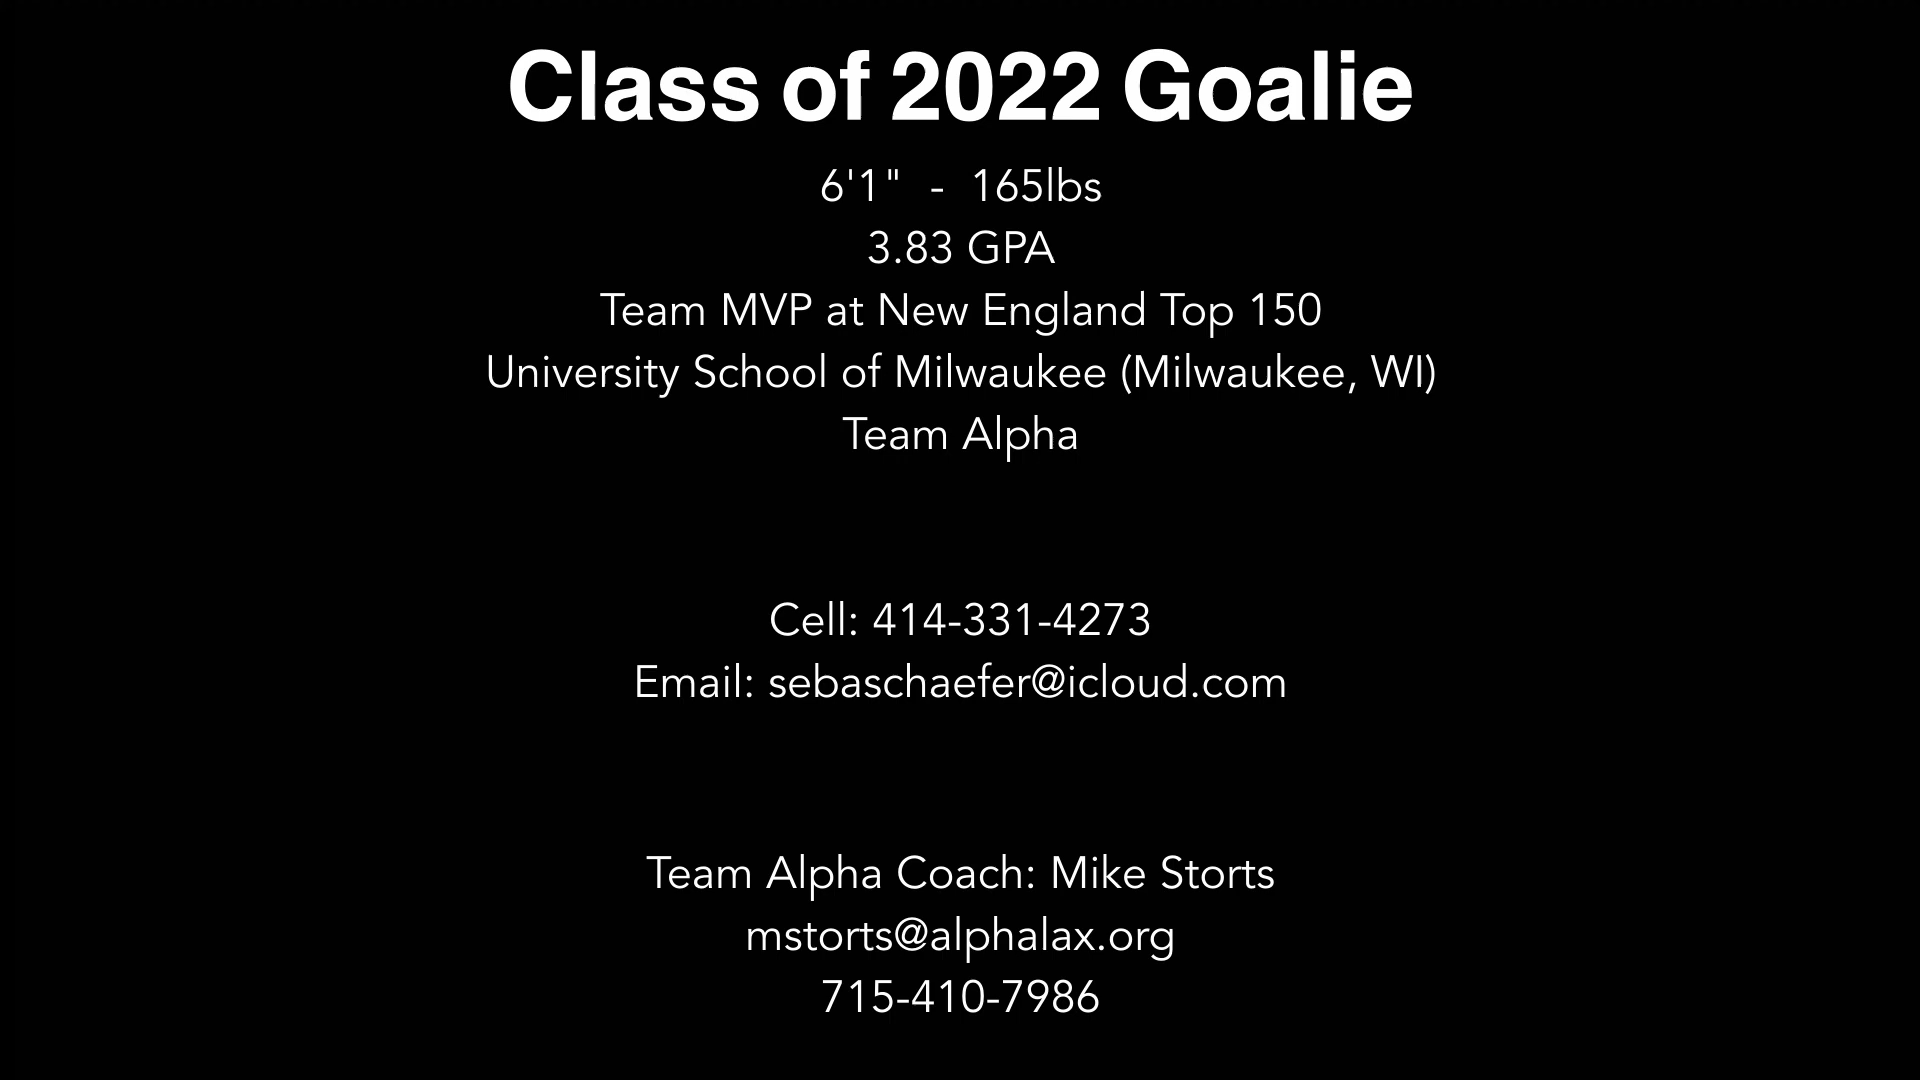 Class of 2022 Goalie
6'1"  -  165lbs
3.83 GPA
Team MVP at New England Top 150
University School of Milwaukee (Milwaukee, WI)
Team Alpha
Cell: 414-331-4273
Email: sebaschaefer@icloud.com
Team Alpha Coach: Mike Storts
mstorts@alphalax.org
715-410-7986